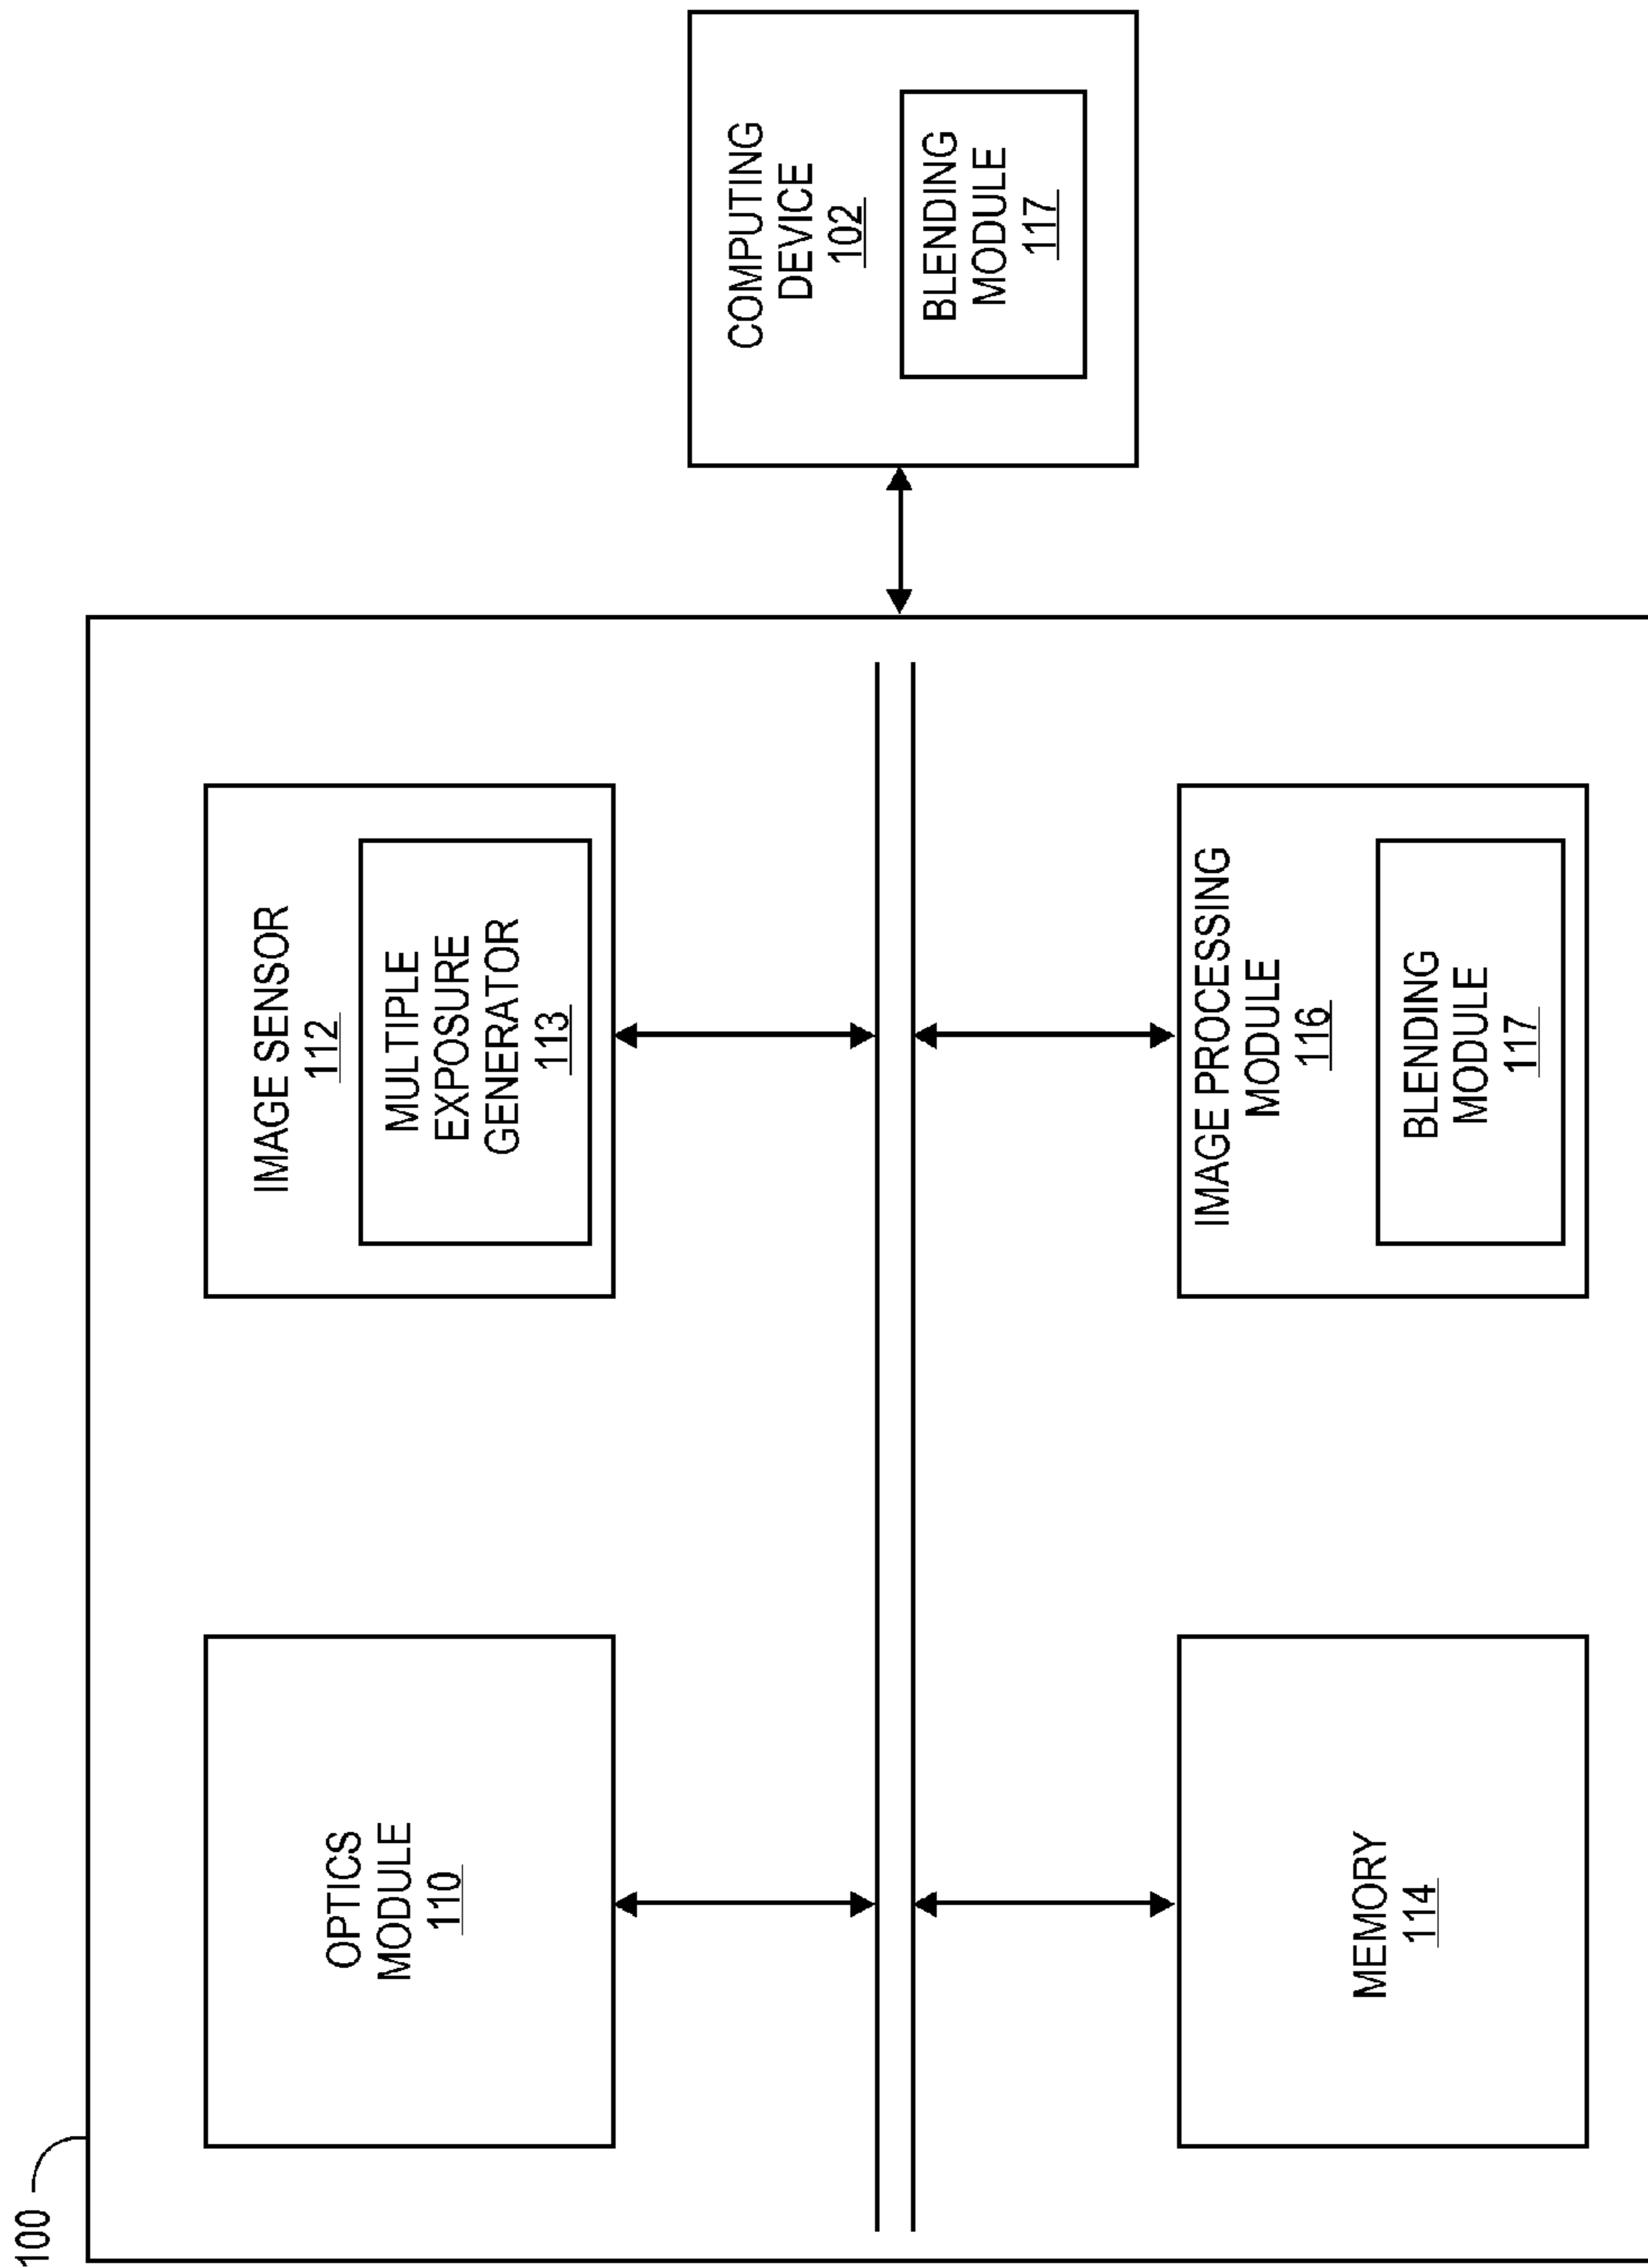 100
OPTICS
MODULE
110
IMAGE SENSOR
112
MULTIPLE
EXPOSURE
GENERATOR
113
MEMORY
114
IMAGE PROCESSING
MODULE
116
BLENDING
MODULE
117
COMPUTING
DEVICE
102
BLENDING
MODULE
117